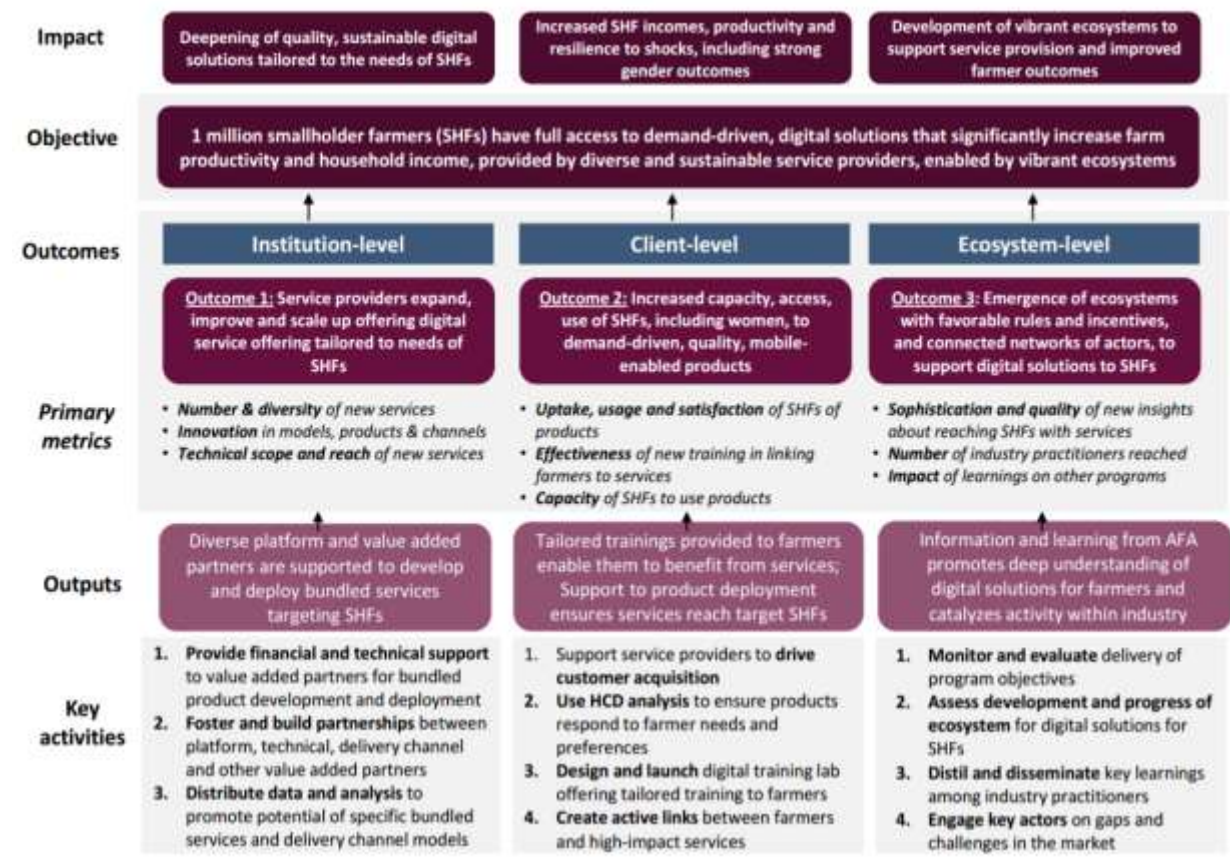 Impact
Deepening of quality, sustainable digital
solutions tailored to the needs of SHFs
Increased SHF incomes, productivity and
resilience to shocks, including strong
gender outcomes
Development of vibrant ecosystems to
support service provision and improved
farmer outcomes
Objective
1 million smallholder farmers (SHFs) have full access to demand-driven, digital solutions that significantly increase farm
productivity and household income, provided by diverse and sustainable service providers, enabled by vibrant ecosystems
Outcomes
Institution-level
Client-level
Ecosystem-level
Outcome 1: Service providers expand,
improve and scale up offering digital
service offering tailored to needs of
SHFs
Outcome 2: Increased capacity, access,
use of SHFs, including women, to
demand-driven, quality, mobile-
enabled products
Outcome 3: Emergence of ecosystems
with favorable rules and incentives,
and connected networks of actors, to
support digital solutions to SHFs
Primary
metrics
• Number & diversity of new services
• Innovation in models, products & channels
• Technical scope and reach of new services
• Uptake, usage and satisfaction of SHFs of
products
• Effectiveness of new training in linking
farmers to services
• Capacity of SHFs to use products
• Sophistication and quality of new insights
about reaching SHFs with services
• Number of industry practitioners reached
• Impact of learnings on other programs
Outputs
Diverse platform and value added
partners are supported to develop
and deploy bundled services
targeting SHFs
Tailored trainings provided to farmers
enable them to benefit from services;
Support to product deployment
ensures services reach target SHFs
Information and learning from AFA
promotes deep understanding of
digital solutions for farmers and
catalyzes activity within industry
Key
activities
1. Provide financial and technical support
to value added partners for bundled
product development and deployment
2. Foster and build partnerships between
platform, technical, delivery channel
and other value added partners
3. Distribute data and analysis to
promote potential of specific bundled
services and delivery channel models
1. Support service providers to drive
customer acquisition
2. Use HCD analysis to ensure products
respond to farmer needs and
preferences
3. Design and launch digital training lab
offering tailored training to farmers
4. Create active links between farmers
and high-impact services
1. Monitor and evaluate delivery of
program objectives
2. Assess development and progress of
ecosystem for digital solutions for
SHFs
3. Distil and disseminate key learnings
among industry practitioners
4. Engage key actors on gaps and
challenges in the market